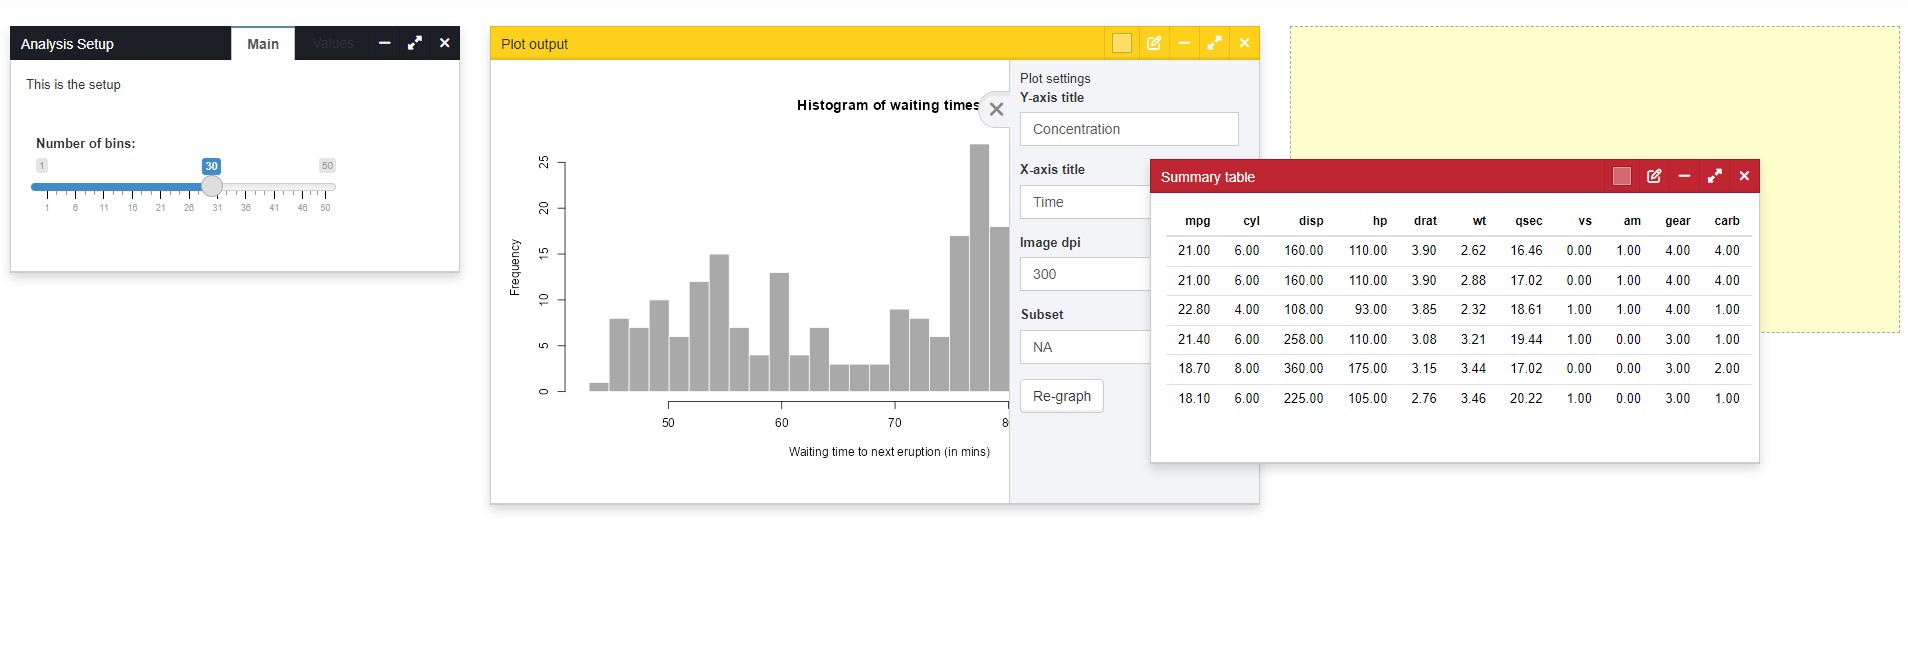 Analysis Setup Main Values
This is the setup
Number of bins:
1 30 50
1 6 11 16 21 26 31 36 41 46 50
Plot output
Histogram of waiting times
Frequency
0 5 10 15 20 25
50 60 70 8
Waiting time to next eruption (in mins)
Plot settings
Y-axis title
Concentration
X-axis title
Time
Image dpi
300
Subset
NA
Re-graph
Summary table
mpg cyl disp hp drat wt qsec vs am gear carb
21.00 6.00 160.00 110.00 3.90 2.62 16.46 0.00 1.00 4.00 4.00
21.00 6.00 160.00 110.00 3.90 2.88 17.02 0.00 1.00 4.00 4.00
22.80 4.00 108.00 93.00 3.85 2.32 18.61 1.00 1.00 4.00 1.00
21.40 6.00 258.00 110.00 3.08 3.21 19.44 1.00 0.00 3.00 1.00
18.70 8.00 360.00 175.00 3.15 3.44 17.02 0.00 0.00 3.00 2.00
18.10 6.00 225.00 105.00 2.76 3.46 20.22 1.00 0.00 3.00 1.00